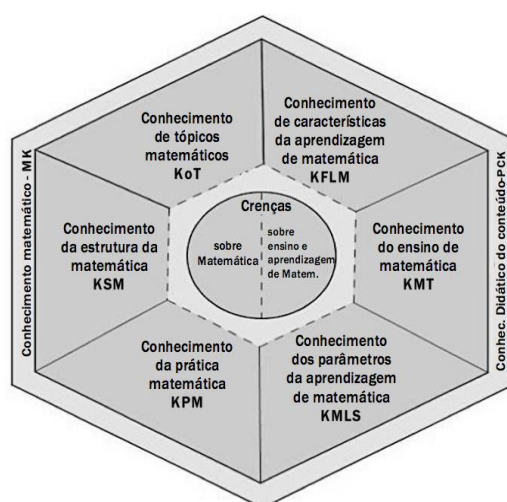 Conhecimento
de tópicos
matemáticos
KoT
Conhecimento
de características
da aprendizagem
de matemática
KFLM
Conhecimento matemático - MK
Conhecimento
da estrutura da
matemática
KSM
Crenças
sobre
Matemática
sobre
ensino e
aprendizagem
de Matem.
Conhecimento
do ensino de
matemática
KMT
Conhec. Didático do conteúdo-PCK
Conhecimento
da prática
matemática
KPM
Conhecimento
dos parâmetros
da aprendizagem
de matemática
KMLS